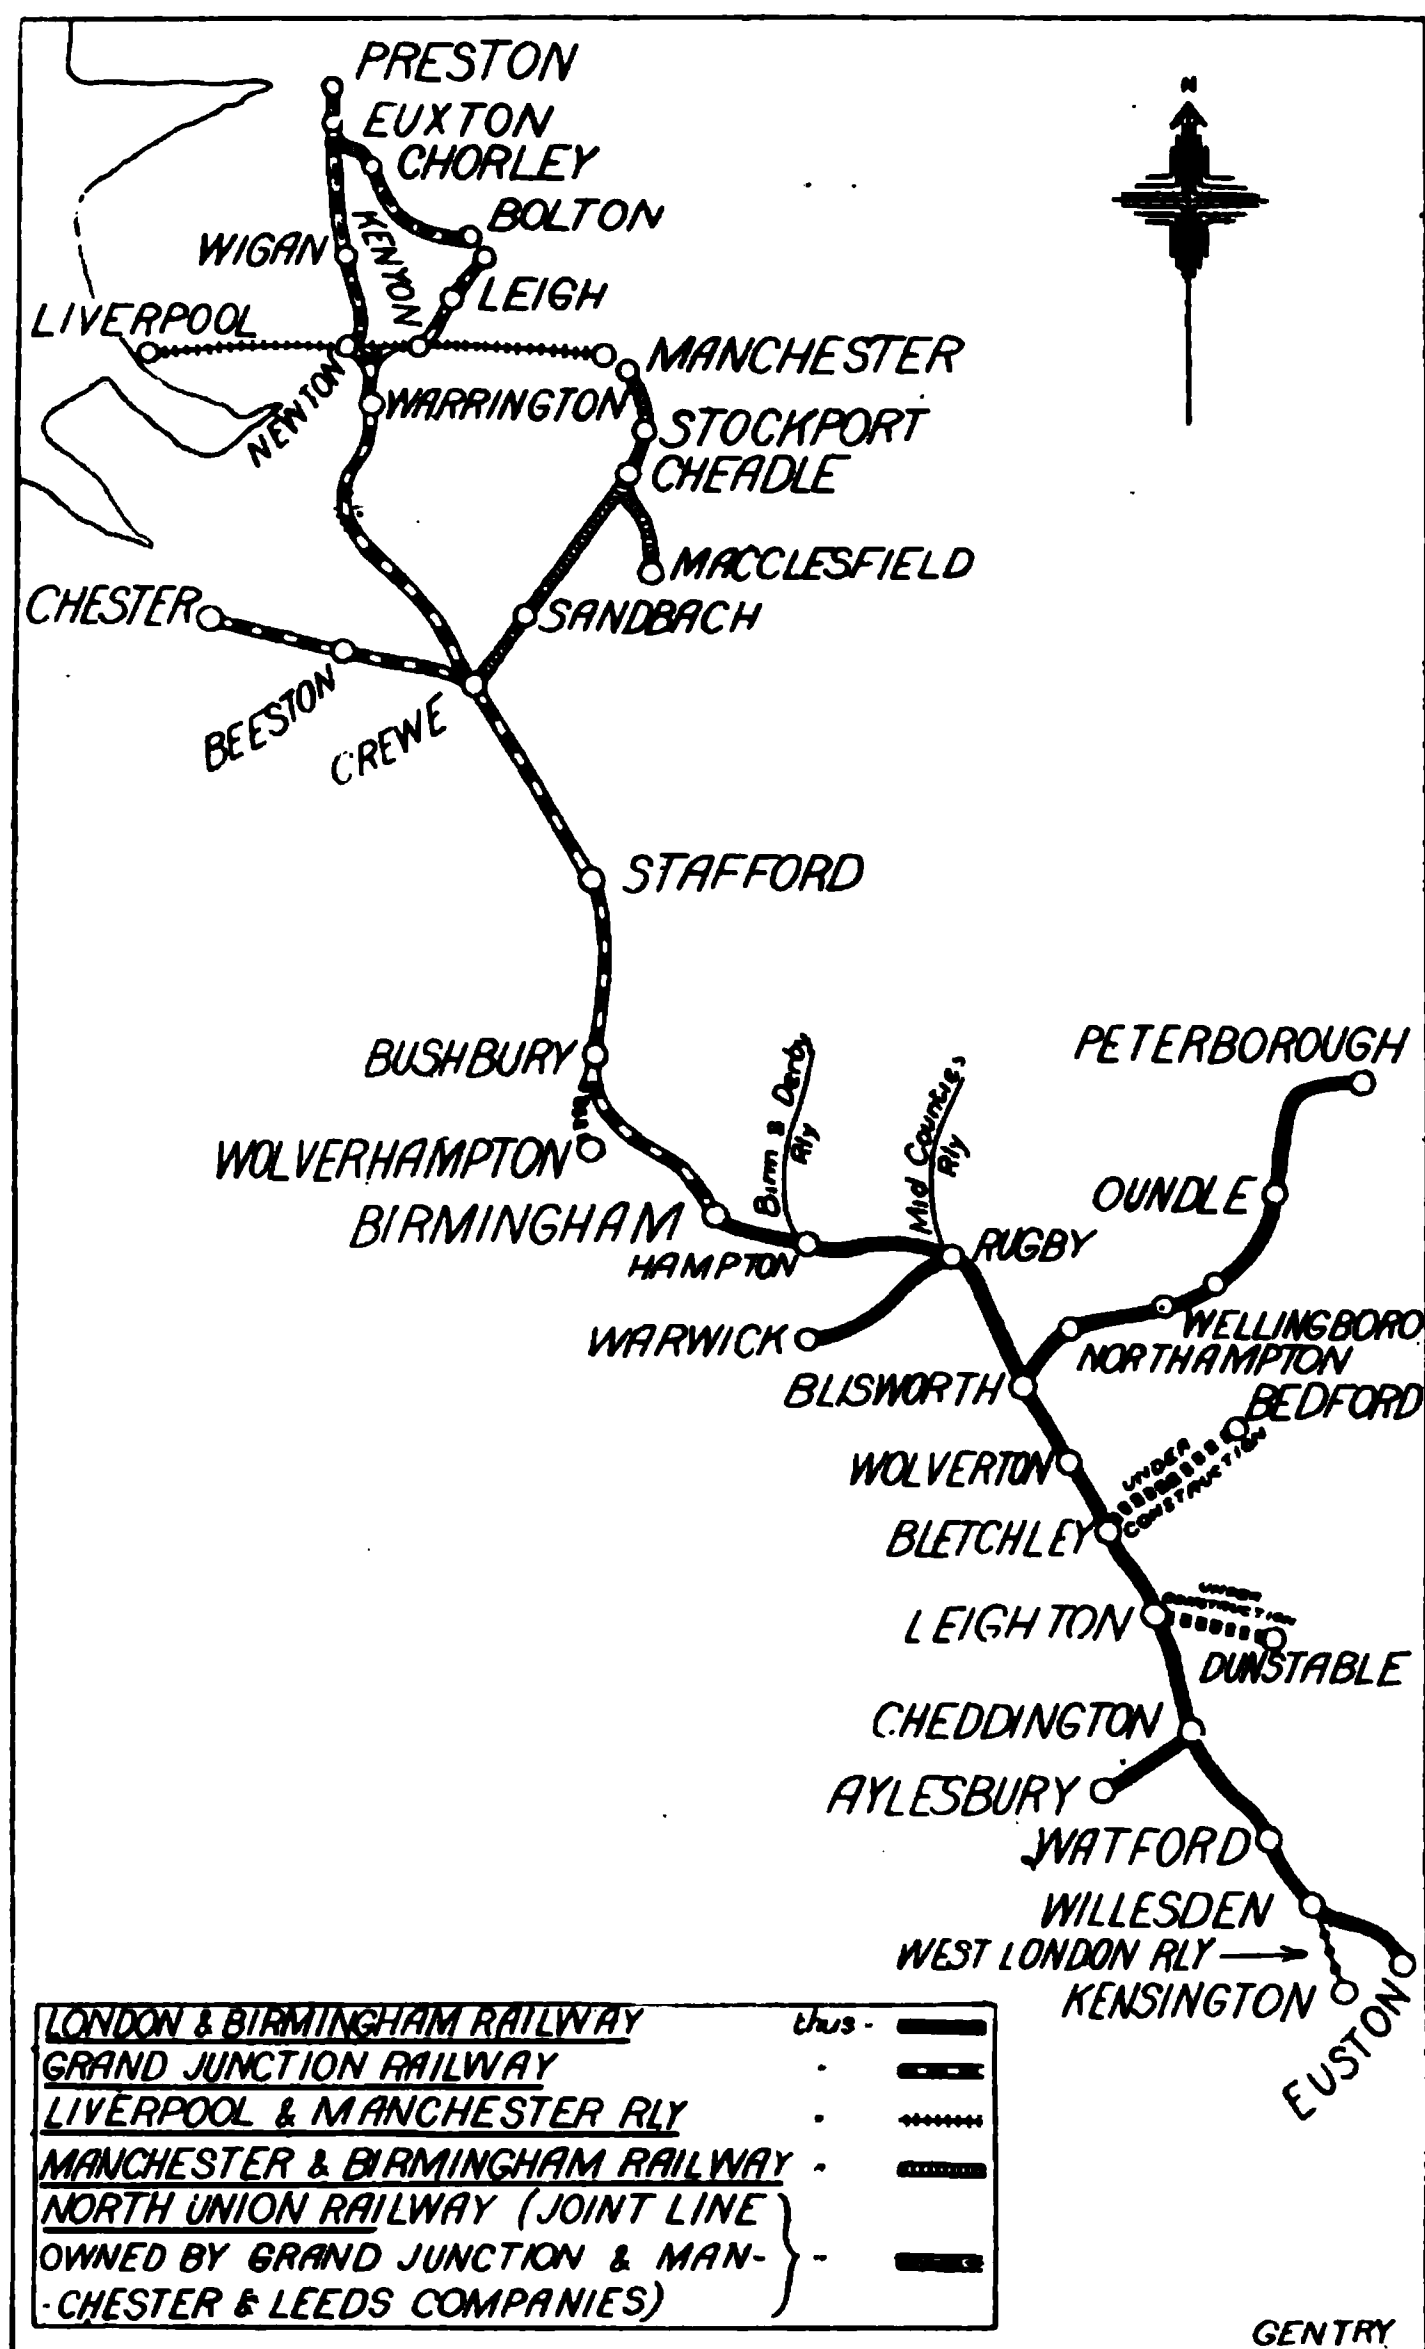 N
PRESTON
EUXTON
CHORLEY
BOLTON
WIGAN
KENYON
LEIGH
LIVERPOOL
MANCHESTER
NEWTON
WARRINGTON
STOCKPORT
CHEADLE
MACCLESFIELD
CHESTER
SANDBACH
BEESTON
CREWE
STAFFORD
BUSHBURY
WOLVERHAMPTON
BIRMINGHAM
Birm & Derby
Rly
Mid Counties
Rly
PETERBOROUGH
OUNDLE
HAMPTON
RUGBY
WARWICK
WELLINGBORO
NORTHAMPTON
BLISWORTH
BEDFORD
UNDER
CONSTRUCTION
WOLVERTON
BLETCHLEY
UNDER
CONSTRUCTION
LEIGHTON
DUNSTABLE
CHEDDINGTON
AYLESBURY
WATFORD
WILLESDEN
WEST LONDON RLY
KENSINGTON
EUSTON
LONDON & BIRMINGHAM RAILWAY thus -
GRAND JUNCTION RAILWAY "
LIVERPOOL & MANCHESTER RLY "
MANCHESTER & BIRMINGHAM RAILWAY "
NORTH UNION RAILWAY (JOINT LINE
OWNED BY GRAND JUNCTION & MAN- "
-CHESTER & LEEDS COMPANIES)
GENTRY